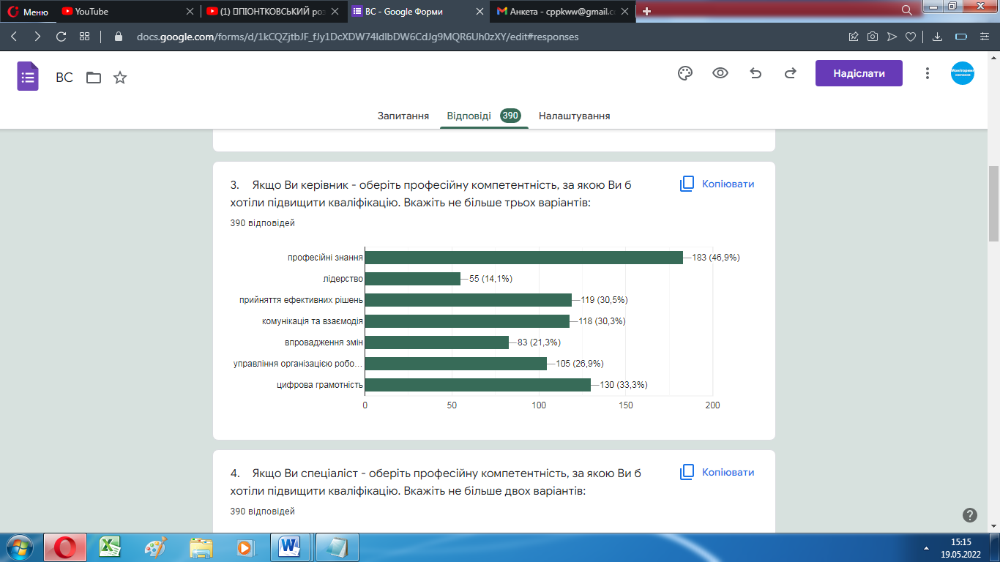 Меню
YouTube
(1) ПІОНТКОВСЬКИЙ роз
ВС - Google Форми
Анкета - cppkww@gmail.co
docs.google.com/forms/d/
ВС
Надіслати
Моніторинг
навчання
Запитання
Відповіді 390
Налаштування
3. Якщо Ви керівник - оберіть професійну компетентність, за якою Ви б
хотіли підвищити кваліфікацію. Вкажіть не більше трьох варіантів:
Копіювати
390 відповідей
професійні знання 183 (46,9%)
лідерство 55 (14,1%)
прийняття ефективних рішень 119 (30,5%)
комунікація та взаємодія 118 (30,3%)
впровадження змін 83 (21,3%)
управління організацією робо… 105 (26,9%)
цифрова грамотність 130 (33,3%)
0 50 100 150 200
4. Якщо Ви спеціаліст - оберіть професійну компетентність, за якою Ви б
хотіли підвищити кваліфікацію. Вкажіть не більше двох варіантів:
Копіювати
390 відповідей
15:15
19.05.2022